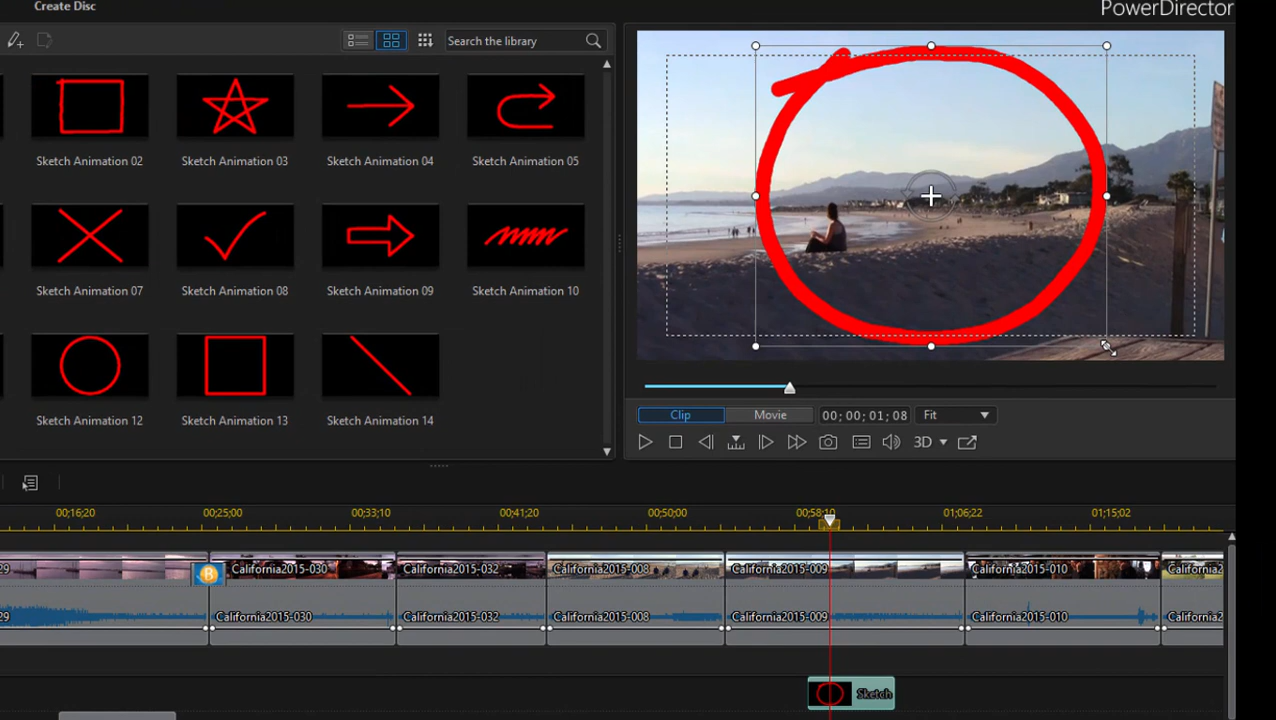 Create Disc
PowerDirector
Search the library
Sketch Animation 02
Sketch Animation 03
Sketch Animation 04
Sketch Animation 05
Sketch Animation 07
Sketch Animation 08
Sketch Animation 09
Sketch Animation 10
Sketch Animation 12
Sketch Animation 13
Sketch Animation 14
Clip
Movie
00; 00; 01; 08
Fit
3D
00;16;20
00;25;00
00;33;10
00;41;20
00;50;00
00;58;10
01;06;22
01;15;02
29
California2015-030
California2015-032
California2015-008
California2015-009
California2015-010
California2
29
California2015-030
California2015-032
California2015-008
California2015-009
California2015-010
California2
Sketch